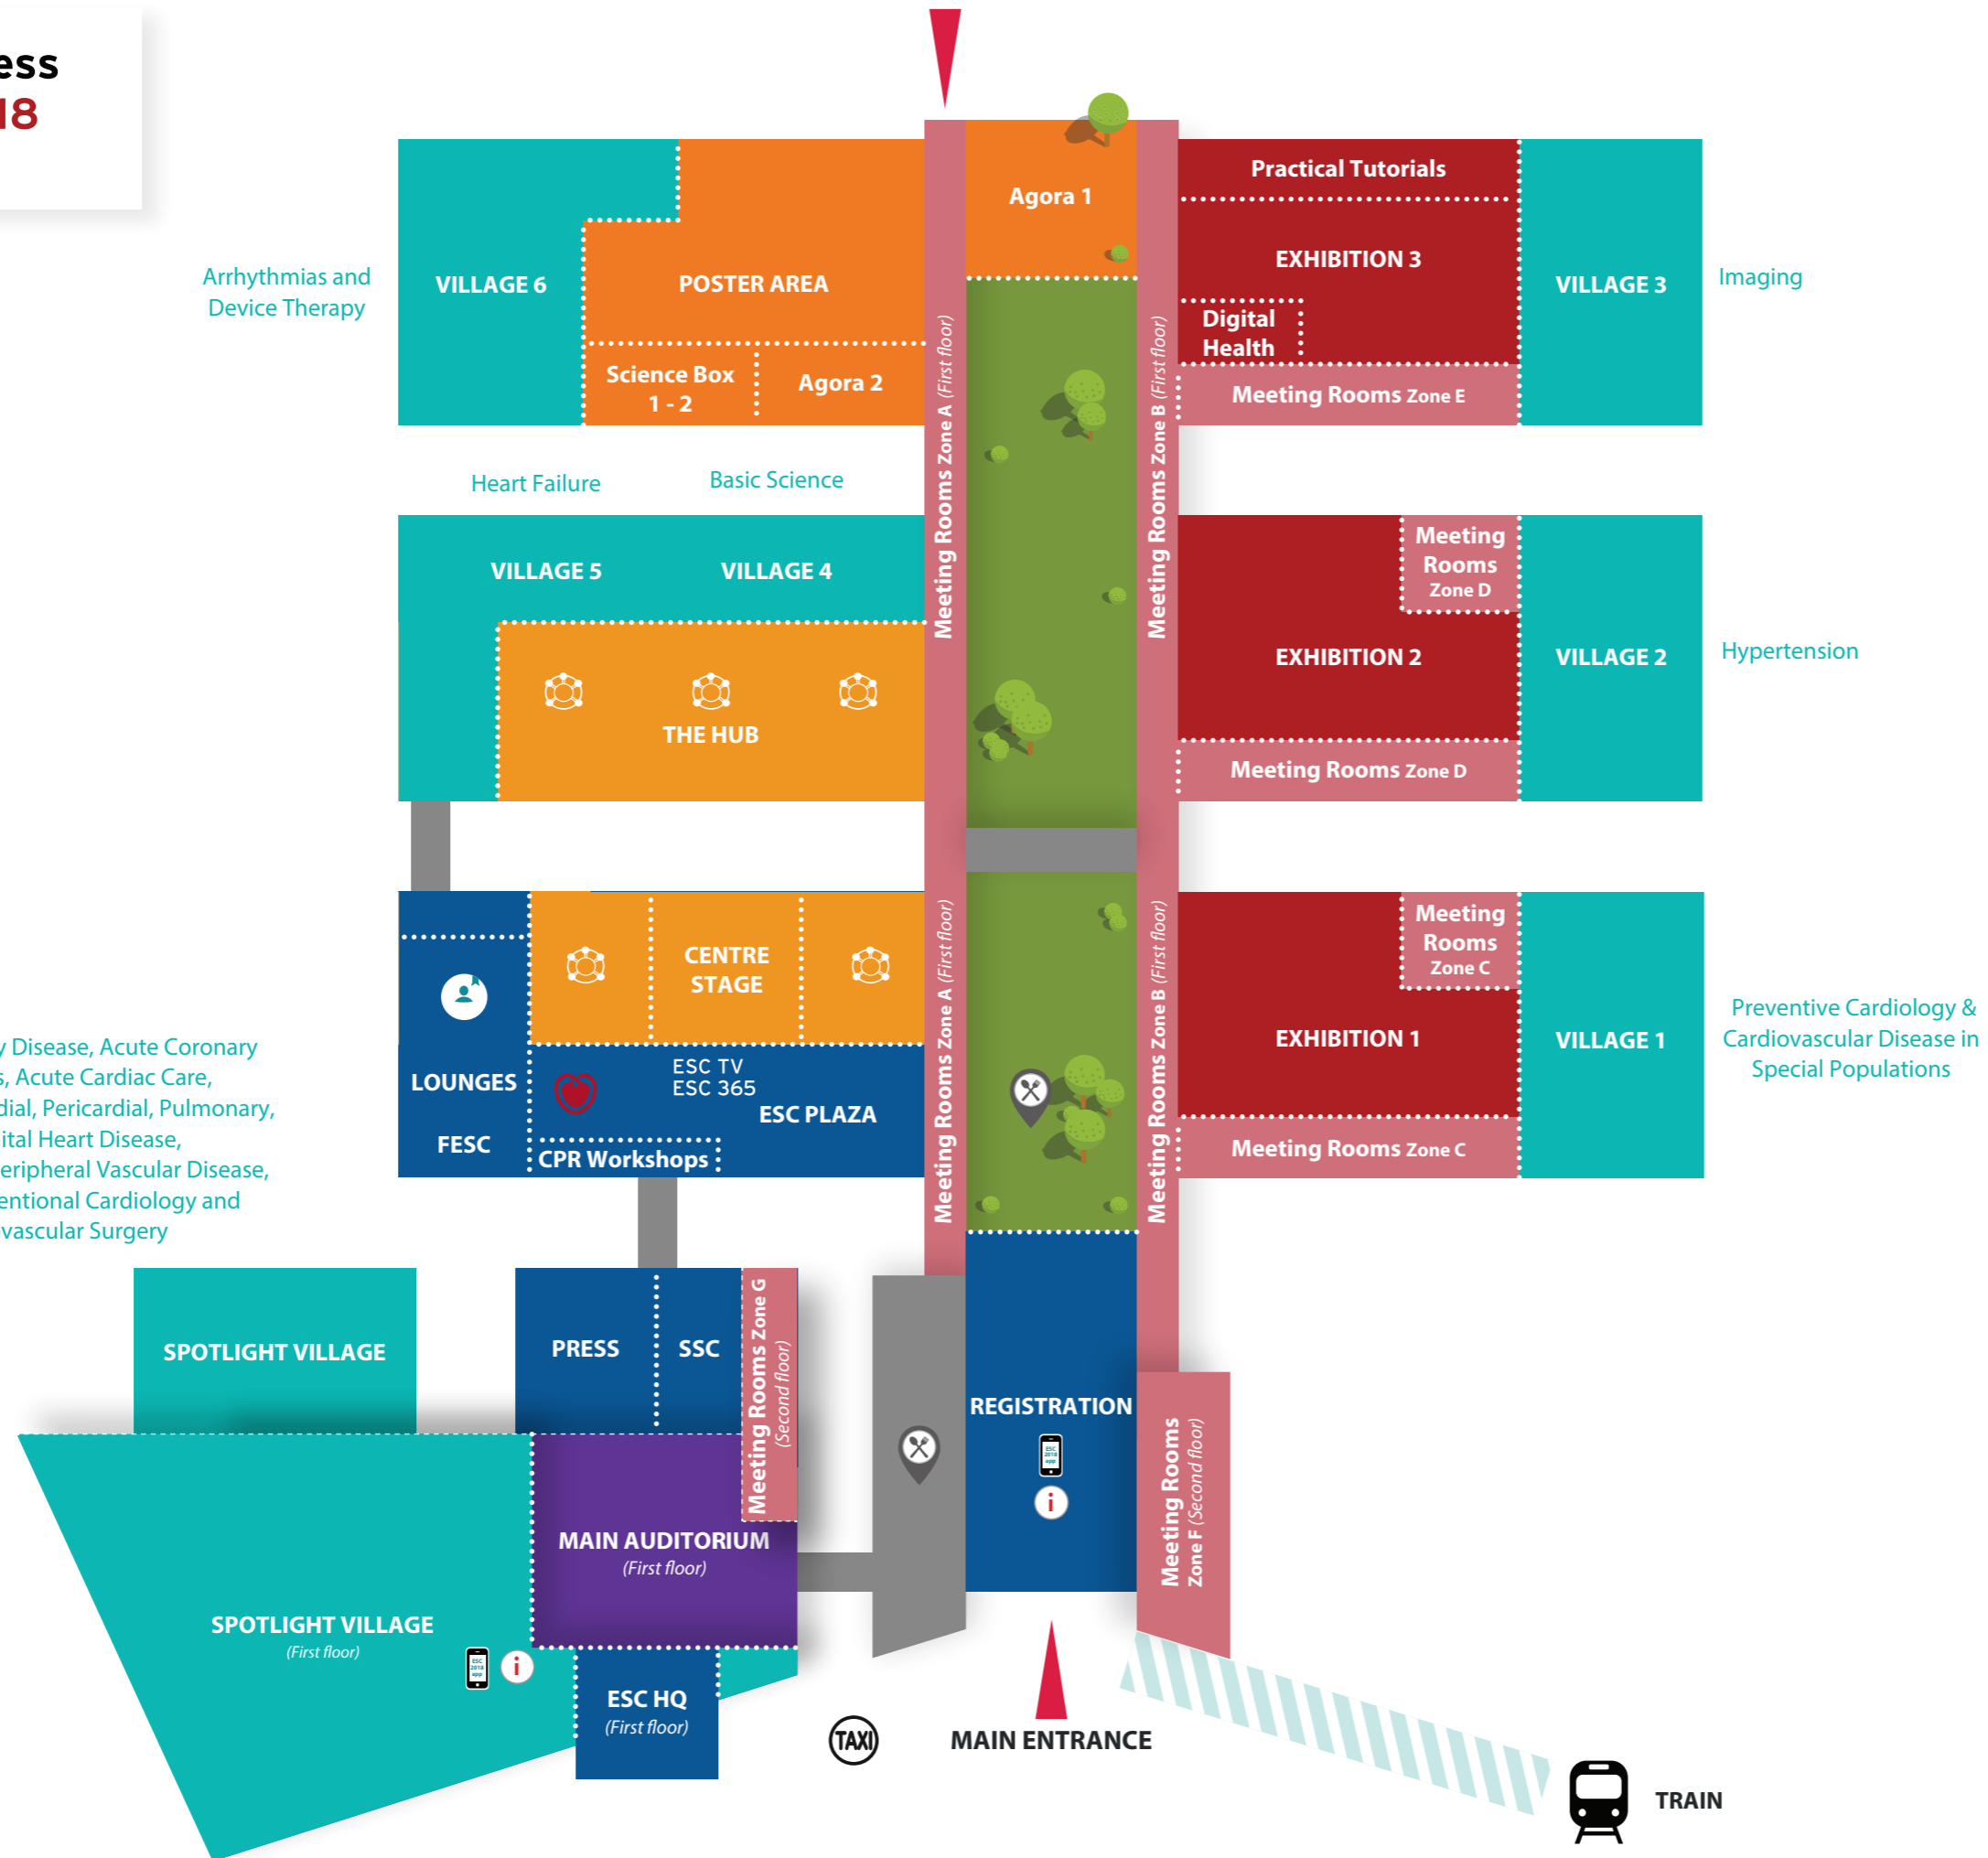 ess
18
Agora 1
Practical Tutorials
EXHIBITION 3
Digital
Health
Meeting Rooms Zone E
VILLAGE 3
Imaging
Arrhythmias and
Device Therapy
VILLAGE 6
POSTER AREA
Science Box
1 - 2
Agora 2
Meeting Rooms Zone A (First floor)
Meeting Rooms Zone B (First floor)
Heart Failure
Basic Science
VILLAGE 5
VILLAGE 4
THE HUB
Meeting
Rooms
Zone D
EXHIBITION 2
VILLAGE 2
Hypertension
Meeting Rooms Zone D
CENTRE
STAGE
LOUNGES
FESC
ESC TV
ESC 365
ESC PLAZA
CPR Workshops
Meeting Rooms Zone A (First floor)
Meeting Rooms Zone B (First floor)
Meeting
Rooms
Zone C
EXHIBITION 1
VILLAGE 1
Preventive Cardiology &
Cardiovascular Disease in
Special Populations
Meeting Rooms Zone C
y Disease, Acute Coronary
s, Acute Cardiac Care,
dial, Pericardial, Pulmonary,
ital Heart Disease,
eripheral Vascular Disease,
entional Cardiology and
vascular Surgery
SPOTLIGHT VILLAGE
PRESS
SSC
Meeting Rooms Zone G
(Second floor)
REGISTRATION
ESC
2018
app
i
Meeting Rooms
Zone F (Second floor)
MAIN AUDITORIUM
(First floor)
SPOTLIGHT VILLAGE
(First floor)
ESC
2018
app
i
ESC HQ
(First floor)
TAXI
MAIN ENTRANCE
TRAIN